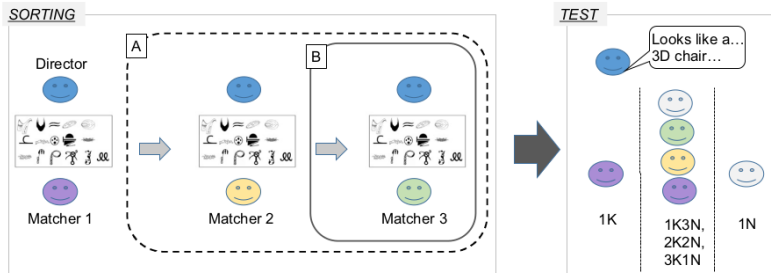 SORTING
A
B
Director
Matcher 1
Matcher 2
Matcher 3
TEST
Looks like a…
3D chair…
1K
1K3N,
2K2N,
3K1N
1N